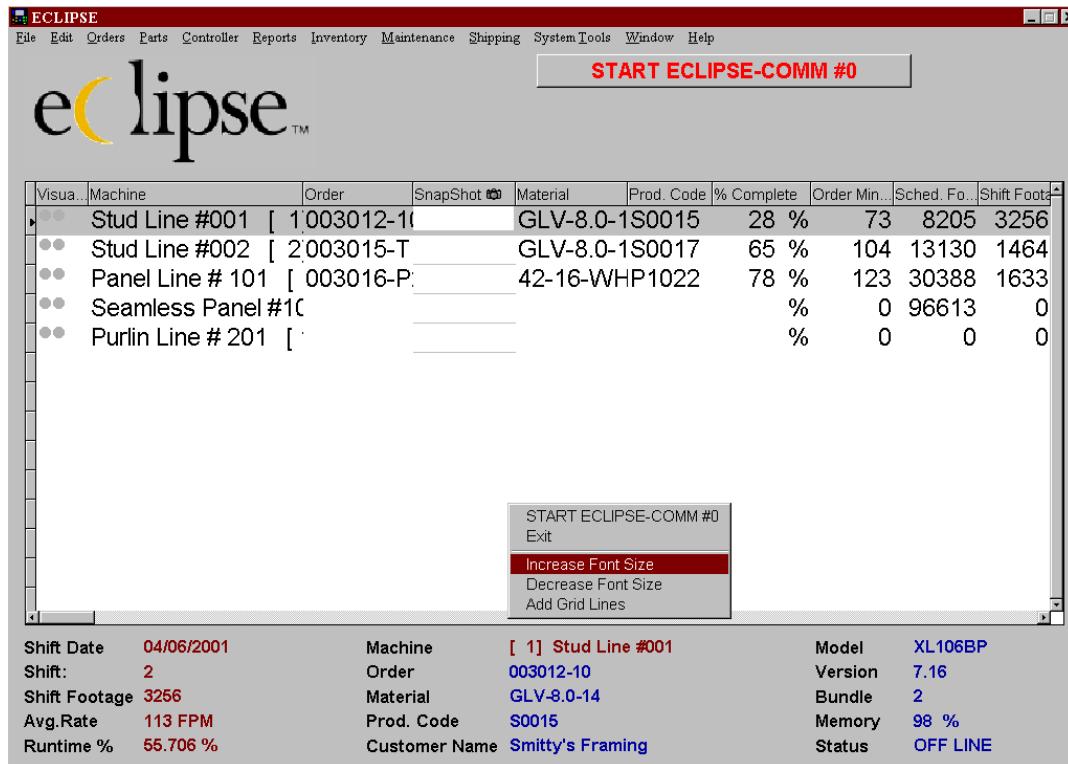 ECLIPSE
File Edit Orders Parts Controller Reports Inventory Maintenance Shipping System Tools Window Help
START ECLIPSE-COMM #0
eclipse TM
Visua... Machine Order SnapShot Material Prod. Code % Complete Order Min... Sched. Fo... Shift Foota
Stud Line #001 [ 1 003012-10 GLV-8.0-1 S0015 28 % 73 8205 3256
Stud Line #002 [ 2 003015-T GLV-8.0-1 S0017 65 % 104 13130 1464
Panel Line # 101 [ 003016-P GLV 42-16-WH P1022 78 % 123 30388 1633
Seamless Panel #10 % 0 96613 0
Purlin Line # 201 [ % 0 0 0
START ECLIPSE-COMM #0
Exit
Increase Font Size
Decrease Font Size
Add Grid Lines
Shift Date 04/06/2001 Machine [ 1] Stud Line #001 Model XL106BP
Shift: 2 Order 003012-10 Version 7.16
Shift Footage 3256 Material GLV-8.0-14 Bundle 2
Avg.Rate 113 FPM Prod. Code S0015 Memory 98 %
Runtime % 55.706 % Customer Name Smitty's Framing Status OFF LINE